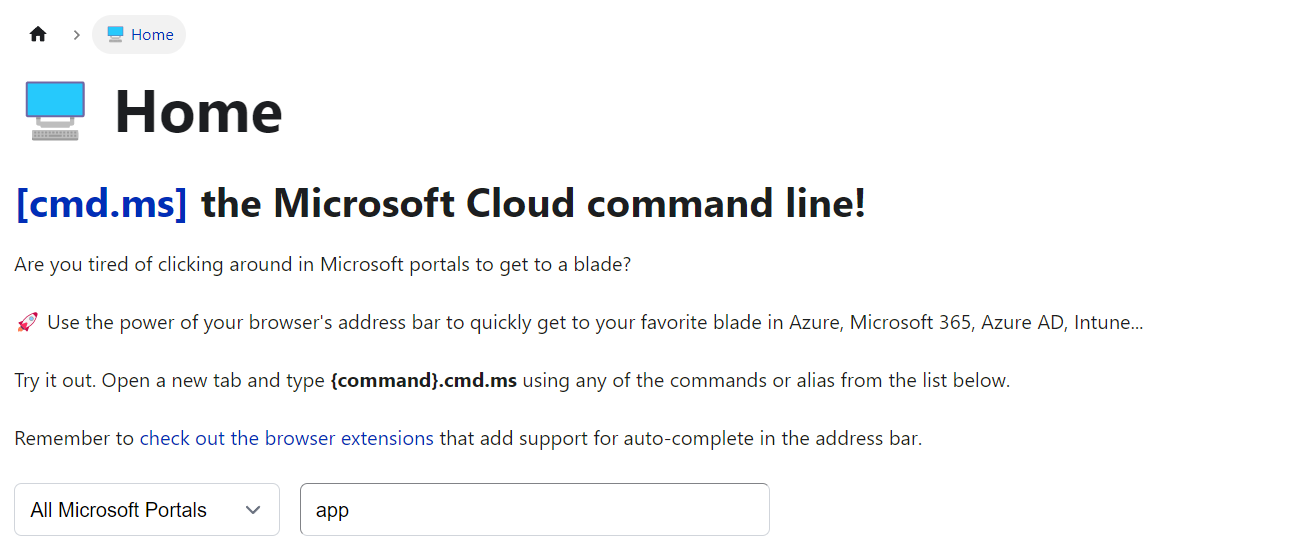 Home
Home
[cmd.ms] the Microsoft Cloud command line!
Are you tired of clicking around in Microsoft portals to get to a blade?
Use the power of your browser's address bar to quickly get to your favorite blade in Azure, Microsoft 365, Azure AD, Intune...
Try it out. Open a new tab and type {command}.cmd.ms using any of the commands or alias from the list below.
Remember to check out the browser extensions that add support for auto-complete in the address bar.
All Microsoft Portals app